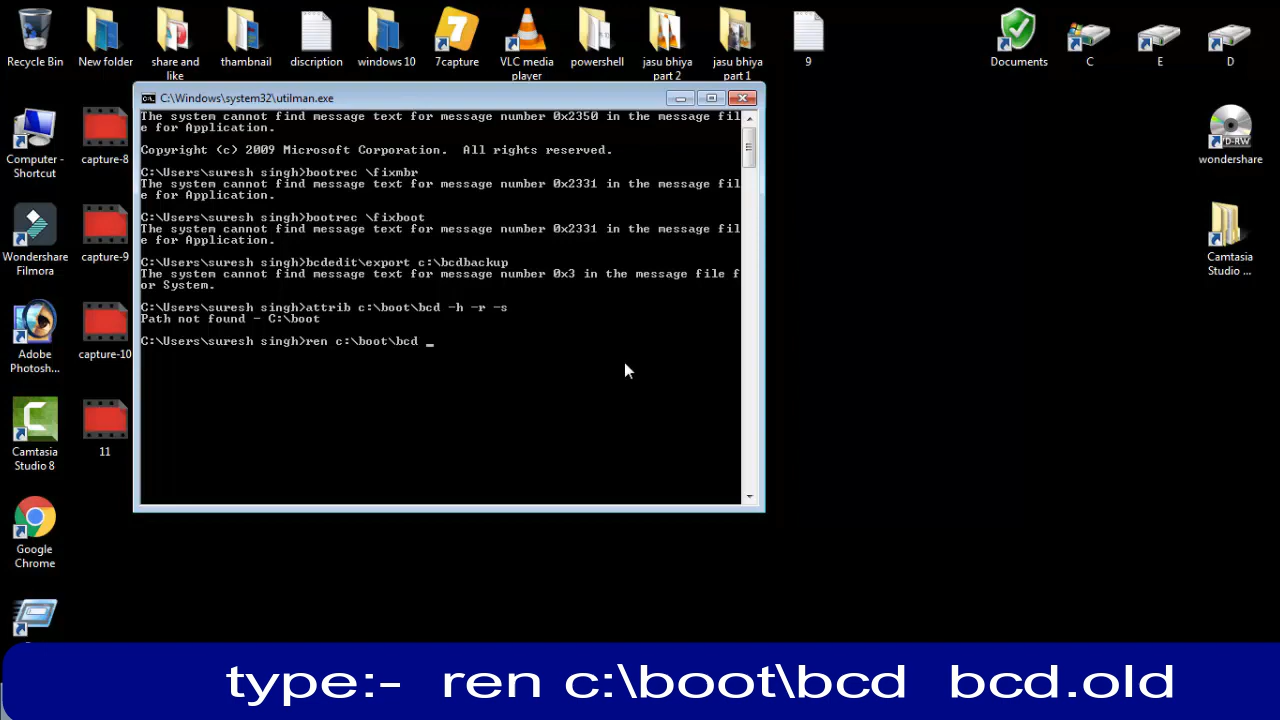 Recycle Bin
New folder
share and
like
thumbnail
discription
windows 10
7
7capture
VLC media
player
powershell
jasu bhiya
part 2
jasu bhiya
part 1
9
Documents
C
E
D
C:\Windows\system32\utilman.exe
The system cannot find message text for message number 0x2350 in the message fil
e for Application.
Copyright (c) 2009 Microsoft Corporation.  All rights reserved.
C:\Users\suresh singh>bootrec \fixmbr
The system cannot find message text for message number 0x2331 in the message fil
e for Application.
C:\Users\suresh singh>bootrec \fixboot
The system cannot find message text for message number 0x2331 in the message fil
e for Application.
C:\Users\suresh singh>bcdedit\export c:\bcdbackup
The system cannot find message text for message number 0x3 in the message file f
or System.
C:\Users\suresh singh>attrib c:\boot\bcd -h -r -s
Path not found - C:\boot
C:\Users\suresh singh>ren c:\boot\bcd _
Computer -
Shortcut
capture-8
Wondershare
Filmora
capture-9
Adobe
Photosh...
capture-10
Camtasia
Studio 8
11
Google
Chrome
DVD-RW
wondershare
Camtasia
Studio ...
type:-  ren c:\boot\bcd  bcd.old